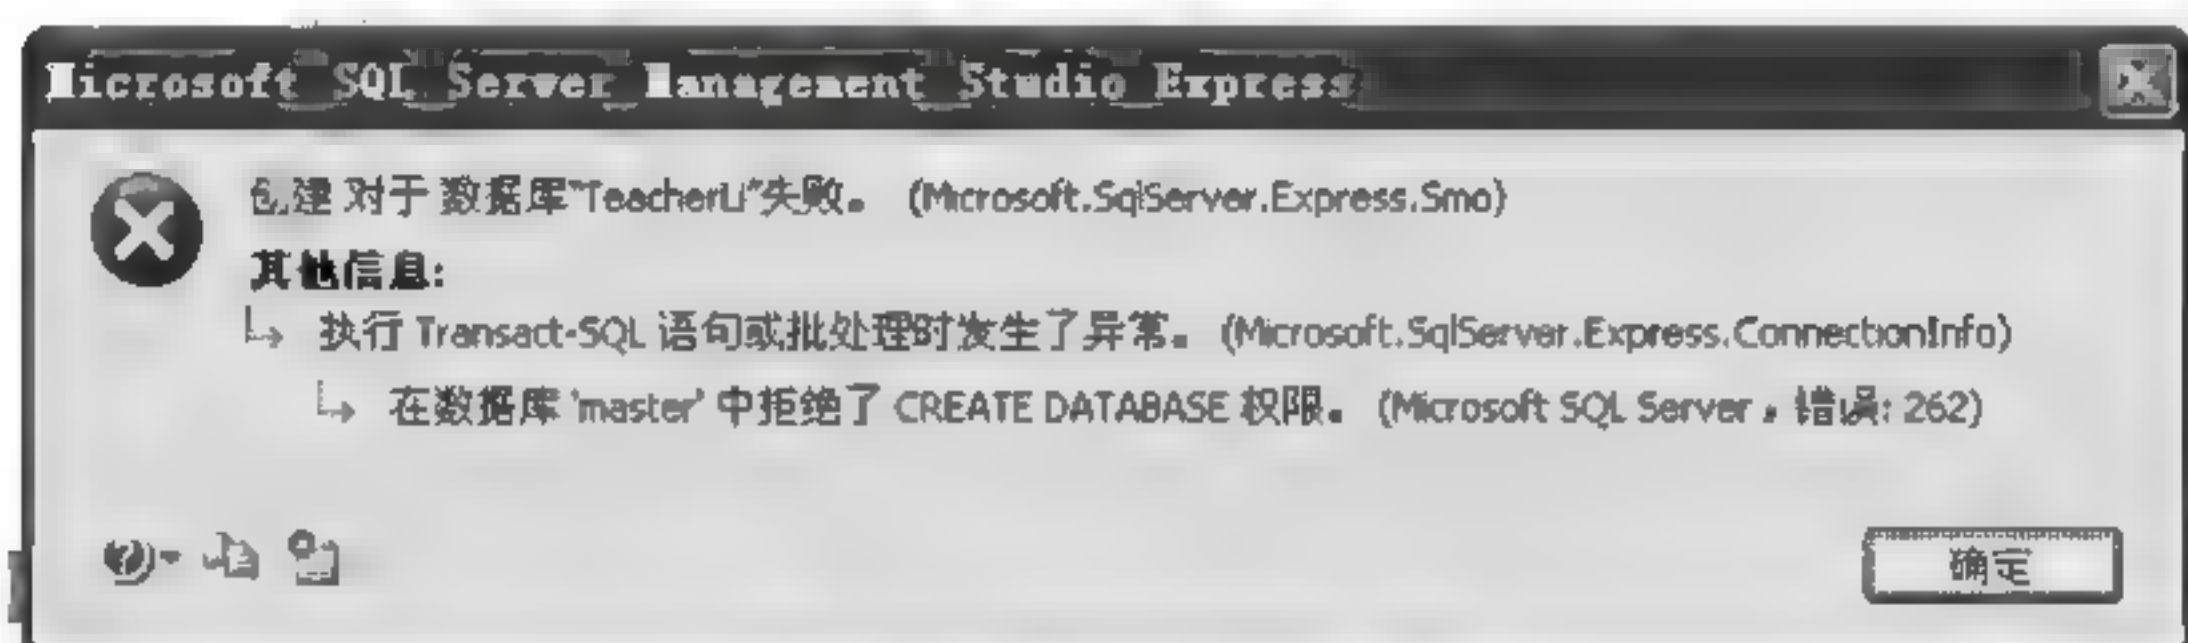 Microsoft SQL Server Management Studio Express
创建 对于 数据库"TeacherLi"失败。 (Microsoft.SqlServer.Express.Smo)
其他信息:
执行 Transact-SQL 语句或批处理时发生了异常。 (Microsoft.SqlServer.Express.ConnectionInfo)
在数据库 'master' 中拒绝了 CREATE DATABASE 权限。 (Microsoft SQL Server，错误: 262)
确定